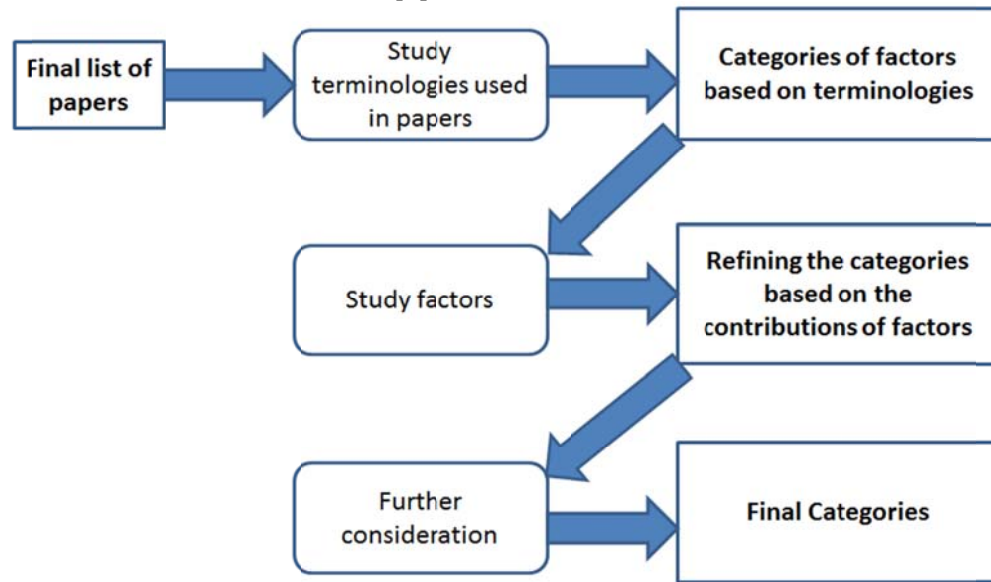 Final list of
papers
Study
terminologies used
in papers
Categories of factors
based on terminologies
Study factors
Refining the categories
based on the
contributions of factors
Further
consideration
Final Categories